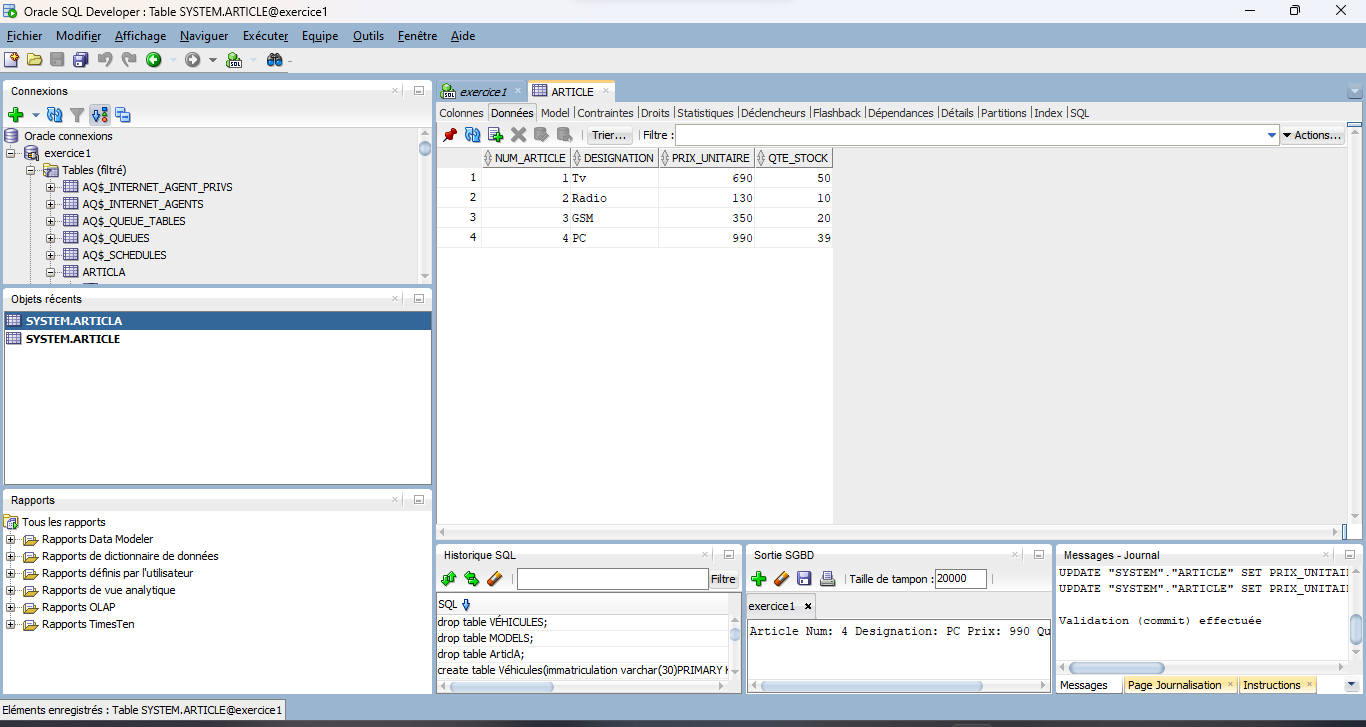 Oracle SQL Developer : Table SYSTEM.ARTICLE@exercice1
Fichier Modifier Affichage Naviguer Exécuter Equipe Outils Fenêtre Aide
Connexions
Oracle connexions
exercice1
Tables (filtré)
AQ$_INTERNET_AGENT_PRIVS
AQ$_INTERNET_AGENTS
AQ$_QUEUE_TABLES
AQ$_QUEUES
AQ$_SCHEDULES
ARTICLA
Objets récents
SYSTEM.ARTICLA
SYSTEM.ARTICLE
Rapports
Tous les rapports
Rapports Data Modeler
Rapports de dictionnaire de données
Rapports définis par l'utilisateur
Rapports de vue analytique
Rapports OLAP
Rapports TimesTen
exercice1 ARTICLE
Colonnes Données Model Contraintes Droits Statistiques Déclencheurs Flashback Dépendances Détails Partitions Index SQL
Trier... Filtre : Actions...
NUM_ARTICLE DESIGNATION PRIX_UNITAIRE QTE_STOCK
1 1 Tv 690 50
2 2 Radio 130 10
3 3 GSM 350 20
4 4 PC 990 39
Historique SQL
Filtre
SQL
drop table VÉHICULES;
drop table MODELS;
drop table ArticlA;
create table Véhicules(immatriculation varchar(30)PRIMARY
Sortie SGBD
Taille de tampon : 20000
exercice1
Article Num: 4 Designation: PC Prix: 990 Qu
Messages - Journal
UPDATE "SYSTEM"."ARTICLE" SET PRIX_UNITAI
UPDATE "SYSTEM"."ARTICLE" SET PRIX_UNITAI
Validation (commit) effectuée
Messages Page Journalisation Instructions
Eléments enregistrés : Table SYSTEM.ARTICLE@exercice1